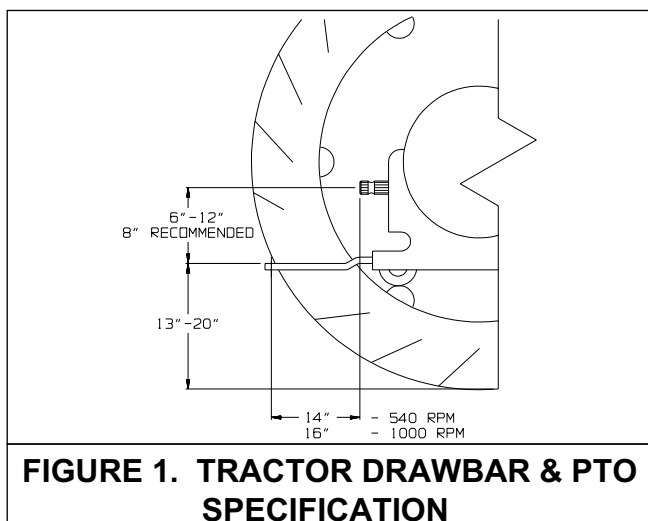 6"-12"
8" RECOMMENDED
13"-20"
14" - 540 RPM
16" - 1000 RPM
FIGURE 1. TRACTOR DRAWBAR & PTO
SPECIFICATION